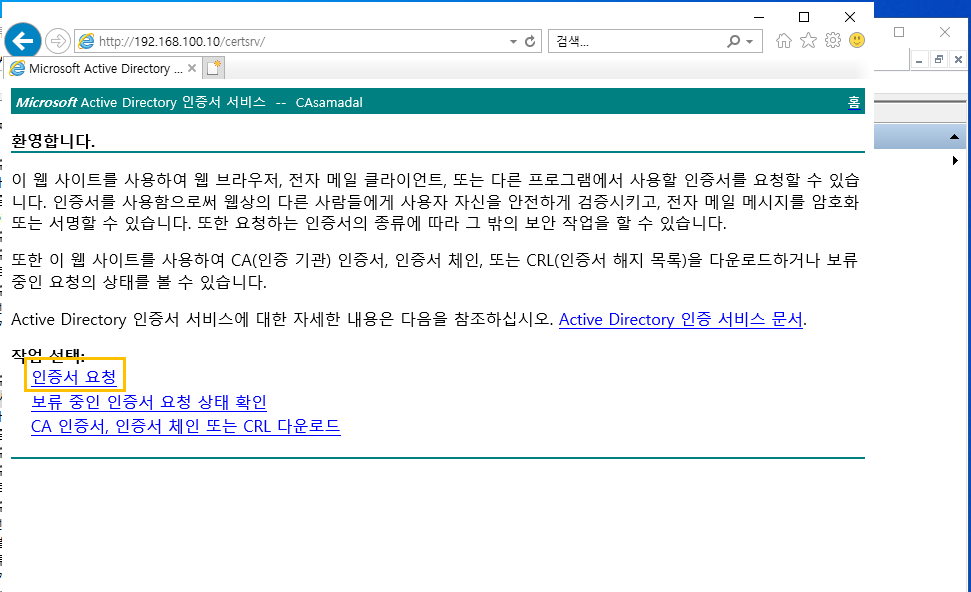 http://192.168.100.10/certsrv/
검색...
Microsoft Active Directory ...
Microsoft Active Directory 인증서 서비스 -- CAsamadal
홈
환영합니다.
이 웹 사이트를 사용하여 웹 브라우저, 전자 메일 클라이언트, 또는 다른 프로그램에서 사용할 인증서를 요청할 수 있습
니다. 인증서를 사용함으로써 웹상의 다른 사람들에게 사용자 자신을 안전하게 검증시키고, 전자 메일 메시지를 암호화
또는 서명할 수 있습니다. 또한 요청하는 인증서의 종류에 따라 그 밖의 보안 작업을 할 수 있습니다.
또한 이 웹 사이트를 사용하여 CA(인증 기관) 인증서, 인증서 체인, 또는 CRL(인증서 해지 목록)을 다운로드하거나 보류
중인 요청의 상태를 볼 수 있습니다.
Active Directory 인증서 서비스에 대한 자세한 내용은 다음을 참조하십시오. Active Directory 인증 서비스 문서.
작업 선택:
인증서 요청
보류 중인 인증서 요청 상태 확인
CA 인증서, 인증서 체인 또는 CRL 다운로드